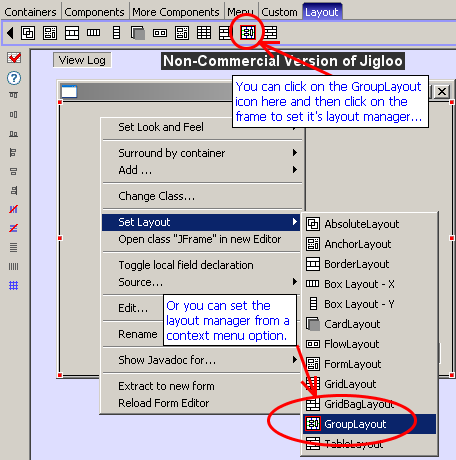 Containers Components More Components Menu Custom Layout
View Log
Non-Commercial Version of Jigloo
You can click on the GroupLayout
icon here and then click on the
frame to set it's layout manager...
Set Look and Feel
Surround by container
Add ...
Change Class...
Set Layout
Open class "JFrame" in new Editor
Toggle local field declaration
Source...
Edit...
Rename
Show Javadoc for...
Extract to new form
Reload Form Editor
Or you can set the
layout manager from a
context menu option.
AbsoluteLayout
AnchorLayout
BorderLayout
Box Layout - X
Box Layout - Y
CardLayout
FlowLayout
FormLayout
GridLayout
GridBagLayout
GroupLayout
TableLayout